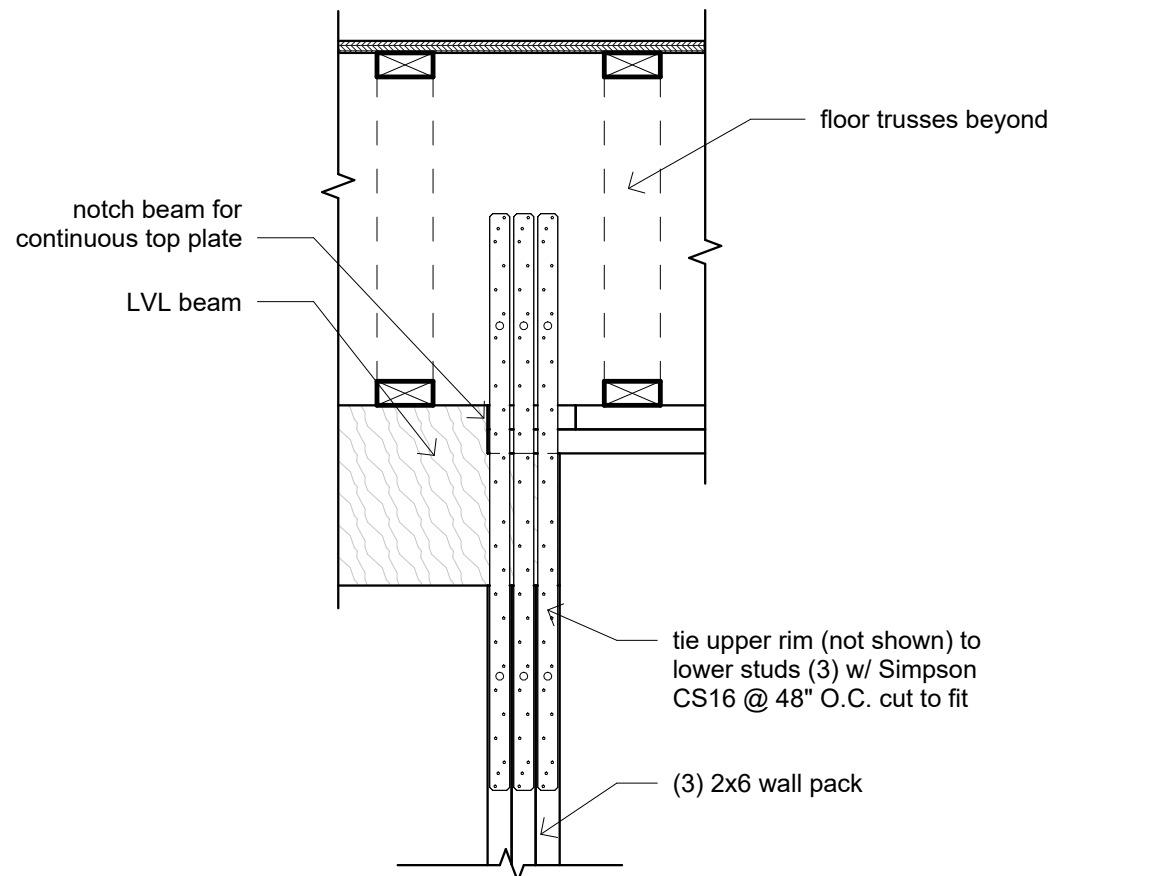 floor trusses beyond
notch beam for
continuous top plate
LVL beam
tie upper rim (not shown) to
lower studs (3) w/ Simpson
CS16 @ 48" O.C. cut to fit
(3) 2x6 wall pack